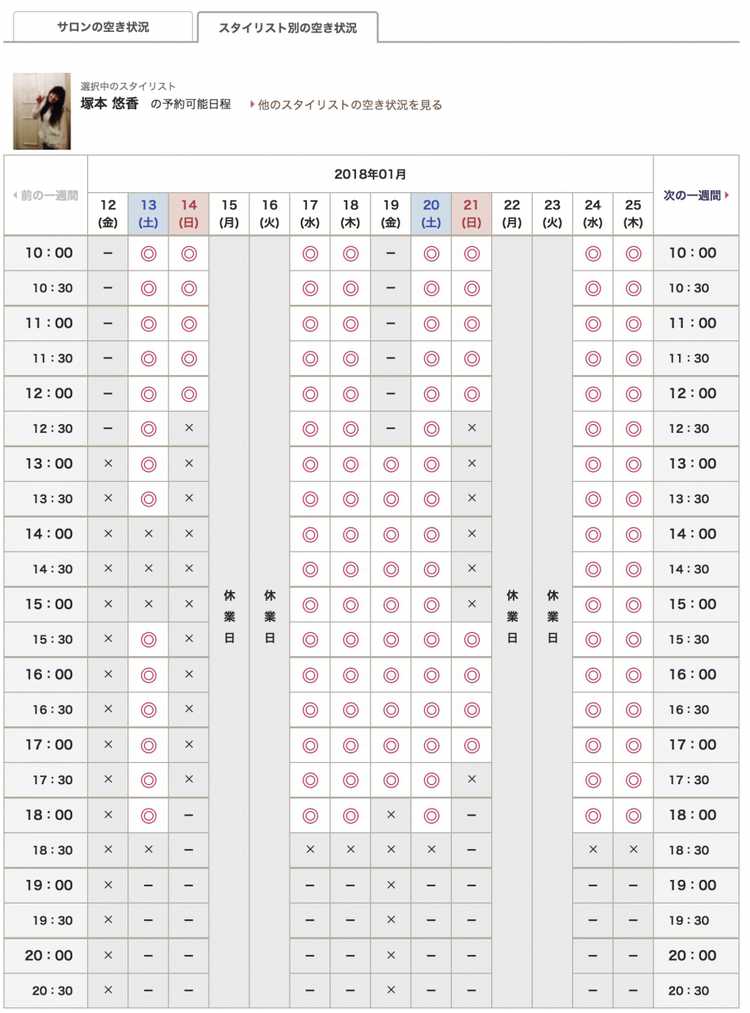 サロンの空き状況 スタイリスト別の空き状況
選択中のスタイリスト
塚本 悠香 の予約可能日程 他のスタイリストの空き状況を見る
前の一週間 2018年01月 次の一週間
12 13 14 15 16 17 18 19 20 21 22 23 24 25
(金) (土) (日) (月) (火) (水) (木) (金) (土) (日) (月) (火) (水) (木)
10：00 － ◎ ◎ ◎ ◎ － ◎ ◎ ◎ ◎ 10：00
10：30 － ◎ ◎ ◎ ◎ － ◎ ◎ ◎ ◎ 10：30
11：00 － ◎ ◎ ◎ ◎ － ◎ ◎ ◎ ◎ 11：00
11：30 － ◎ ◎ ◎ ◎ － ◎ ◎ ◎ ◎ 11：30
12：00 － ◎ ◎ ◎ ◎ － ◎ ◎ ◎ ◎ 12：00
12：30 － ◎ × ◎ ◎ － ◎ × ◎ ◎ 12：30
13：00 × ◎ × ◎ ◎ ◎ ◎ × ◎ ◎ 13：00
13：30 × ◎ × ◎ ◎ ◎ ◎ × ◎ ◎ 13：30
14：00 × × × ◎ ◎ ◎ ◎ × ◎ ◎ 14：00
14：30 × × × ◎ ◎ ◎ ◎ × ◎ ◎ 14：30
15：00 × × × 休業日 休業日 ◎ ◎ ◎ ◎ × 休業日 休業日 ◎ ◎ 15：00
15：30 × ◎ × ◎ ◎ ◎ ◎ ◎ ◎ ◎ 15：30
16：00 × ◎ × ◎ ◎ ◎ ◎ ◎ ◎ ◎ 16：00
16：30 × ◎ × ◎ ◎ ◎ ◎ ◎ ◎ ◎ 16：30
17：00 × ◎ × ◎ ◎ ◎ ◎ ◎ ◎ ◎ 17：00
17：30 × ◎ × ◎ ◎ ◎ ◎ × ◎ ◎ 17：30
18：00 × ◎ － ◎ ◎ × ◎ － ◎ ◎ 18：00
18：30 × × － × × × × － × × 18：30
19：00 × － － － － × － － － － 19：00
19：30 × － － － － × － － － － 19：30
20：00 × － － － － × － － － － 20：00
20：30 × － － － － × － － － － 20：30